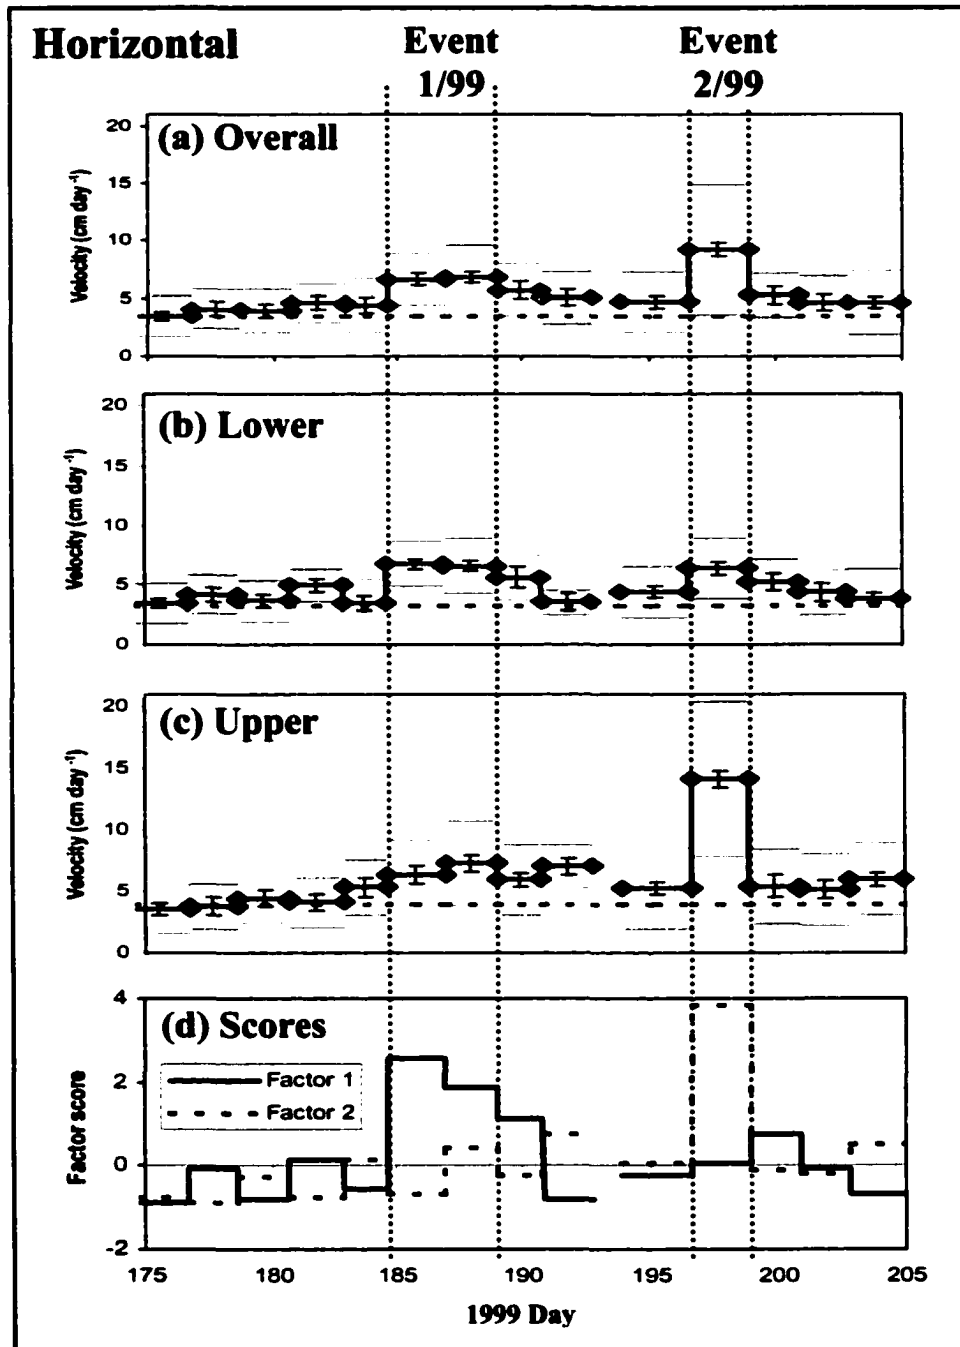 Horizontal
Event
1/99
Event
2/99
(a) Overall
Velocity (cm day -1)
20
15
10
5
0
(b) Lower
Velocity (cm day -1)
20
15
10
5
0
(c) Upper
Velocity (cm day -1)
20
15
10
5
0
(d) Scores
Factor 1
Factor 2
Factor score
4
2
0
-2
175 180 185 190 195 200 205
1999 Day